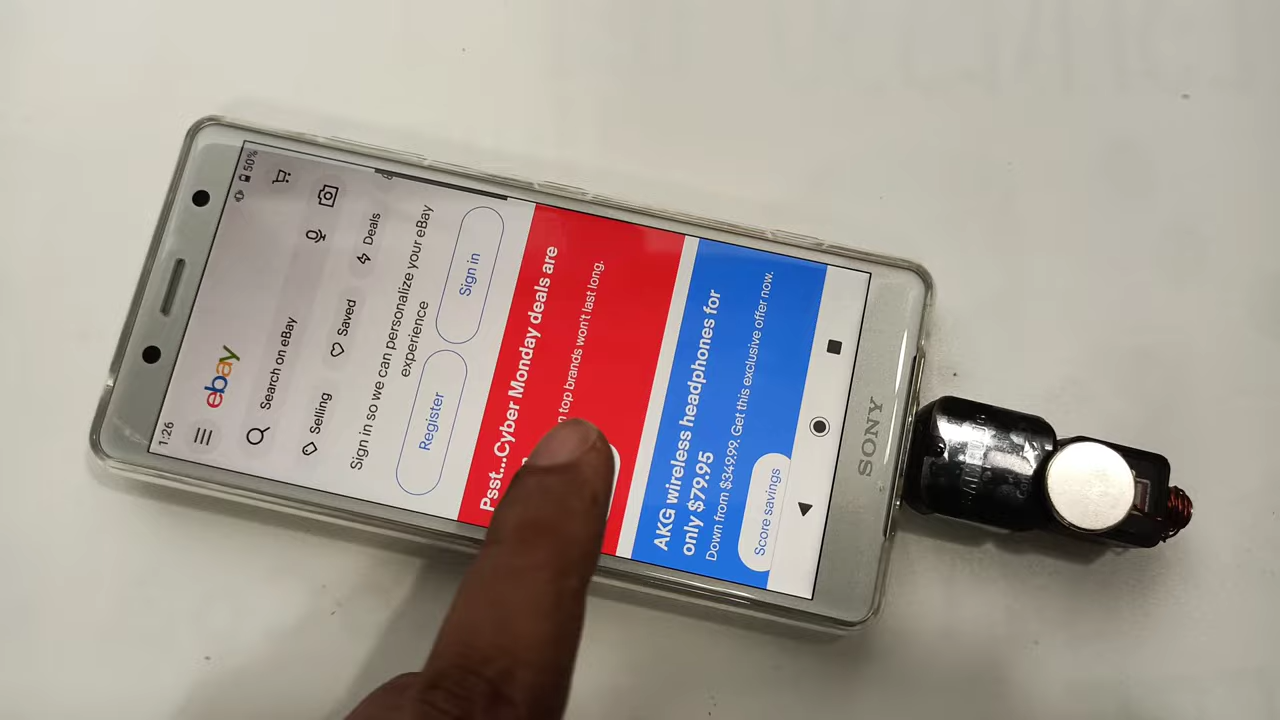 1:26
50%
ebay
Search on eBay
Selling
Saved
Deals
Sign in so we can personalize your eBay
experience
Register
Sign in
Psst...Cyber Monday deals are
top brands won't last long.
AKG wireless headphones for
only $79.95
Down from $349.99. Get this exclusive offer now.
Score savings
SONY